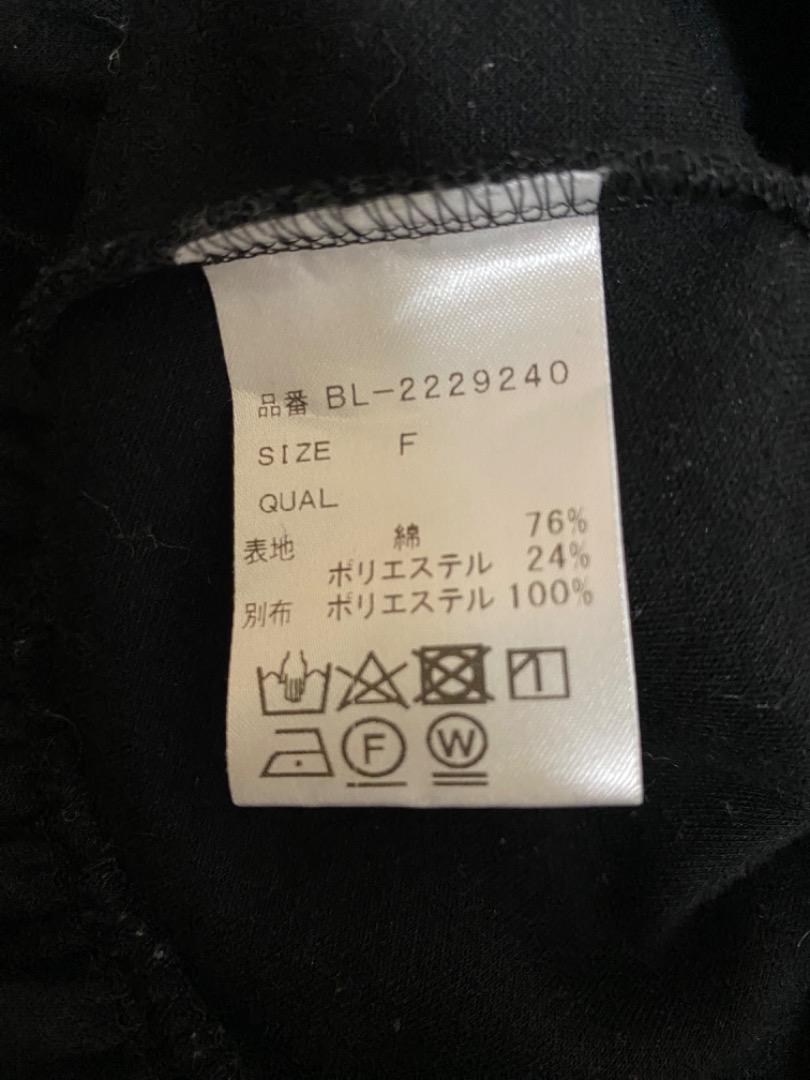 品番 BL-2229240
SIZE F
QUAL
表地 綿 76%
ポリエステル 24%
別布 ポリエステル 100%
F W